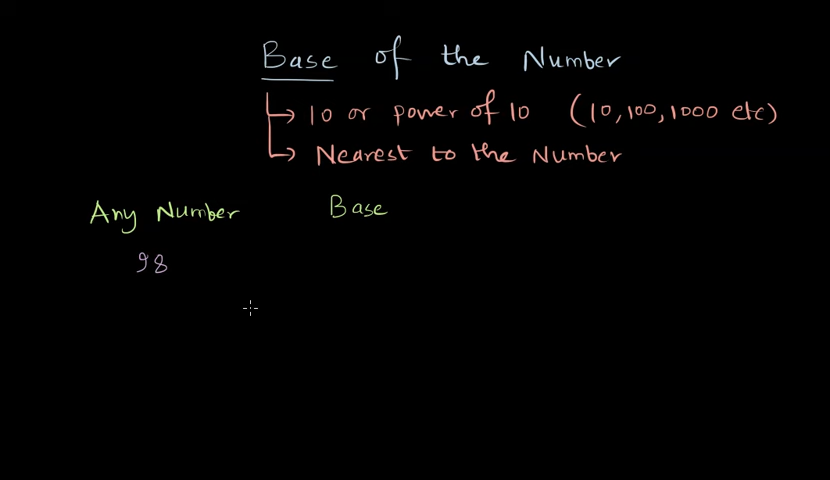 Base of the Number
10 or power of 10 (10, 100, 1000 etc)
Nearest to the Number
Any Number Base
98